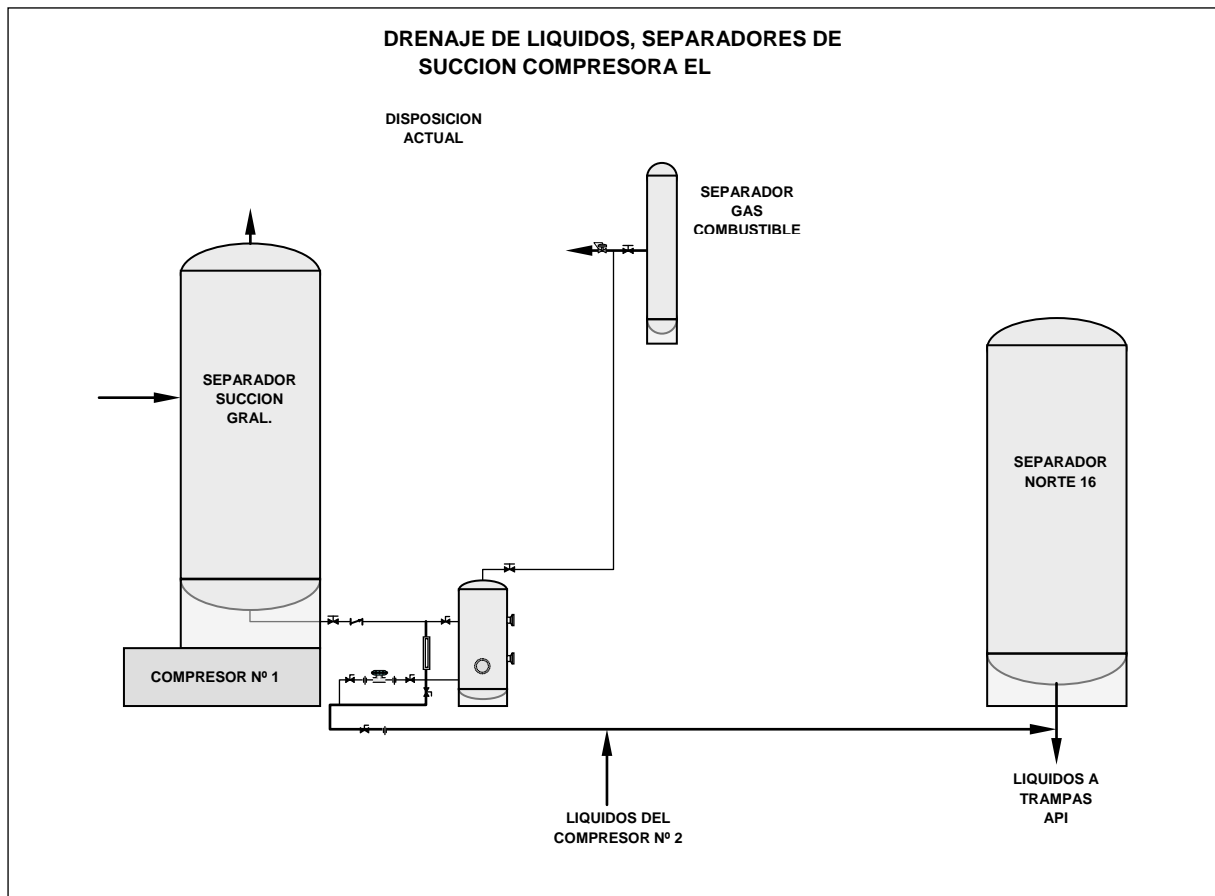 DRENAJE DE LIQUIDOS, SEPARADORES DE
SUCCION COMPRESORA EL
DISPOSICION
ACTUAL
SEPARADOR
GAS
COMBUSTIBLE
SEPARADOR
SUCCION
GRAL.
SEPARADOR
NORTE 16
COMPRESOR Nº 1
LIQUIDOS A
TRAMPAS
API
LIQUIDOS DEL
COMPRESOR Nº 2